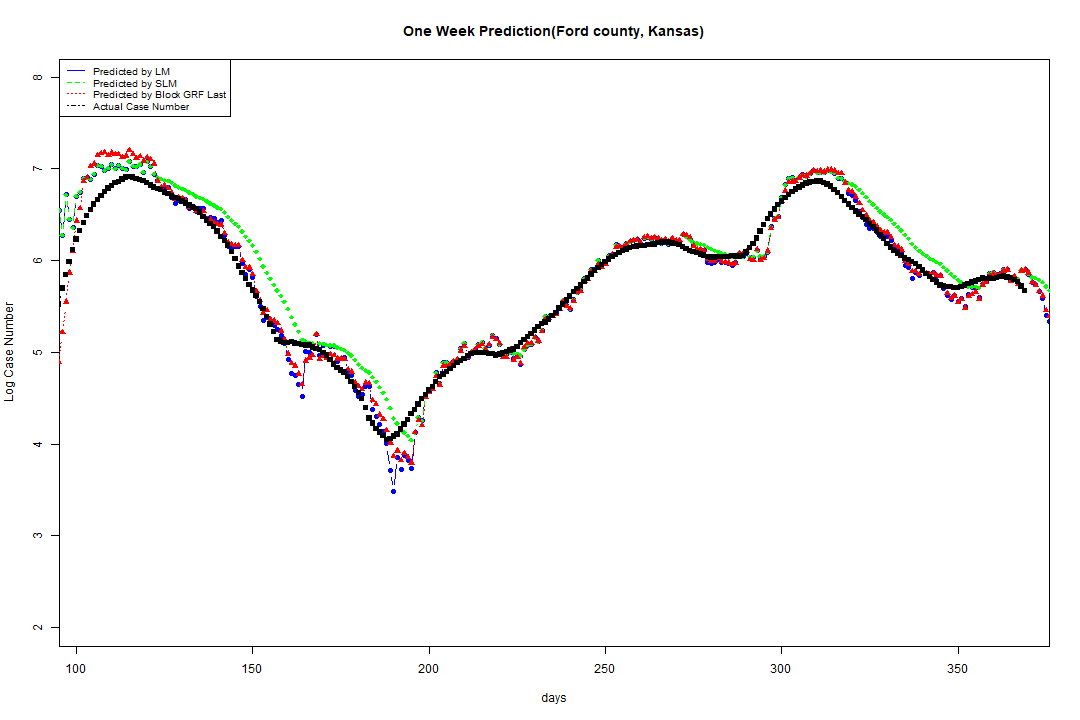 One Week Prediction(Ford county, Kansas)
Predicted by LM
Predicted by SLM
Predicted by Block GRF Last
Actual Case Number
8
7
6
5
4
3
2
Log Case Number
100 150 200 250 300 350
days